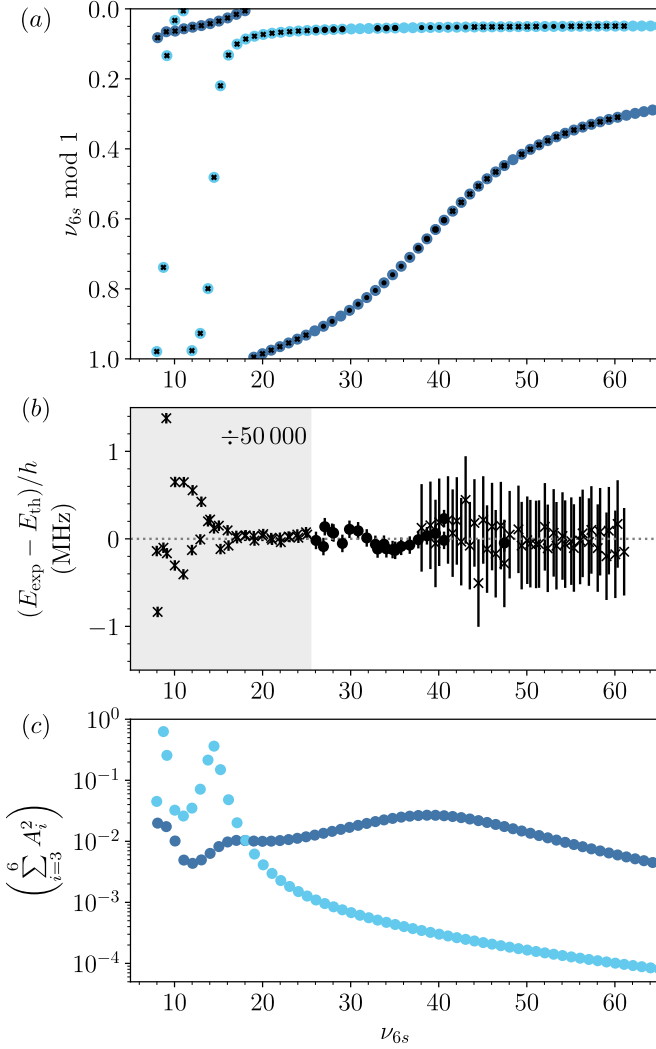 (a)
0.0
0.2
0.4
0.6
0.8
1.0
ν6s mod 1
10 20 30 40 50 60
(b)
÷50 000
1
0
−1
(Eexp − Eth)/h
(MHz)
10 20 30 40 50 60
(c)
10^0
10^−1
10^−2
10^−3
10^−4
(∑_{i=3}^{6} A_i^2)
10 20 30 40 50 60
ν6s